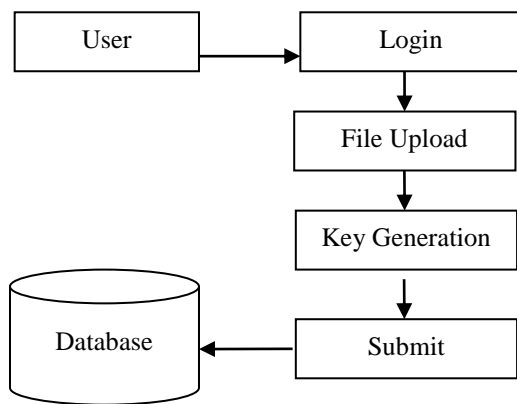 User
Login
File Upload
Key Generation
Database
Submit